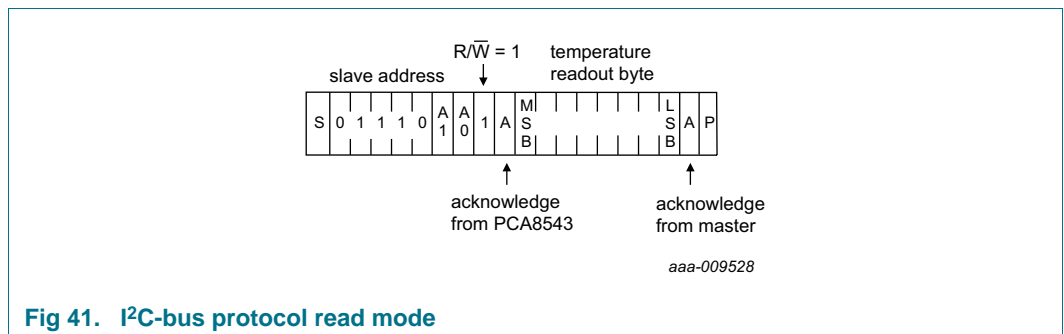 R/W̅ = 1 temperature
slave address readout byte
S 0 1 1 1 0 A1 A0 1 A MSB LSB A P
acknowledge acknowledge
from PCA8543 from master
aaa-009528
Fig 41. I²C-bus protocol read mode